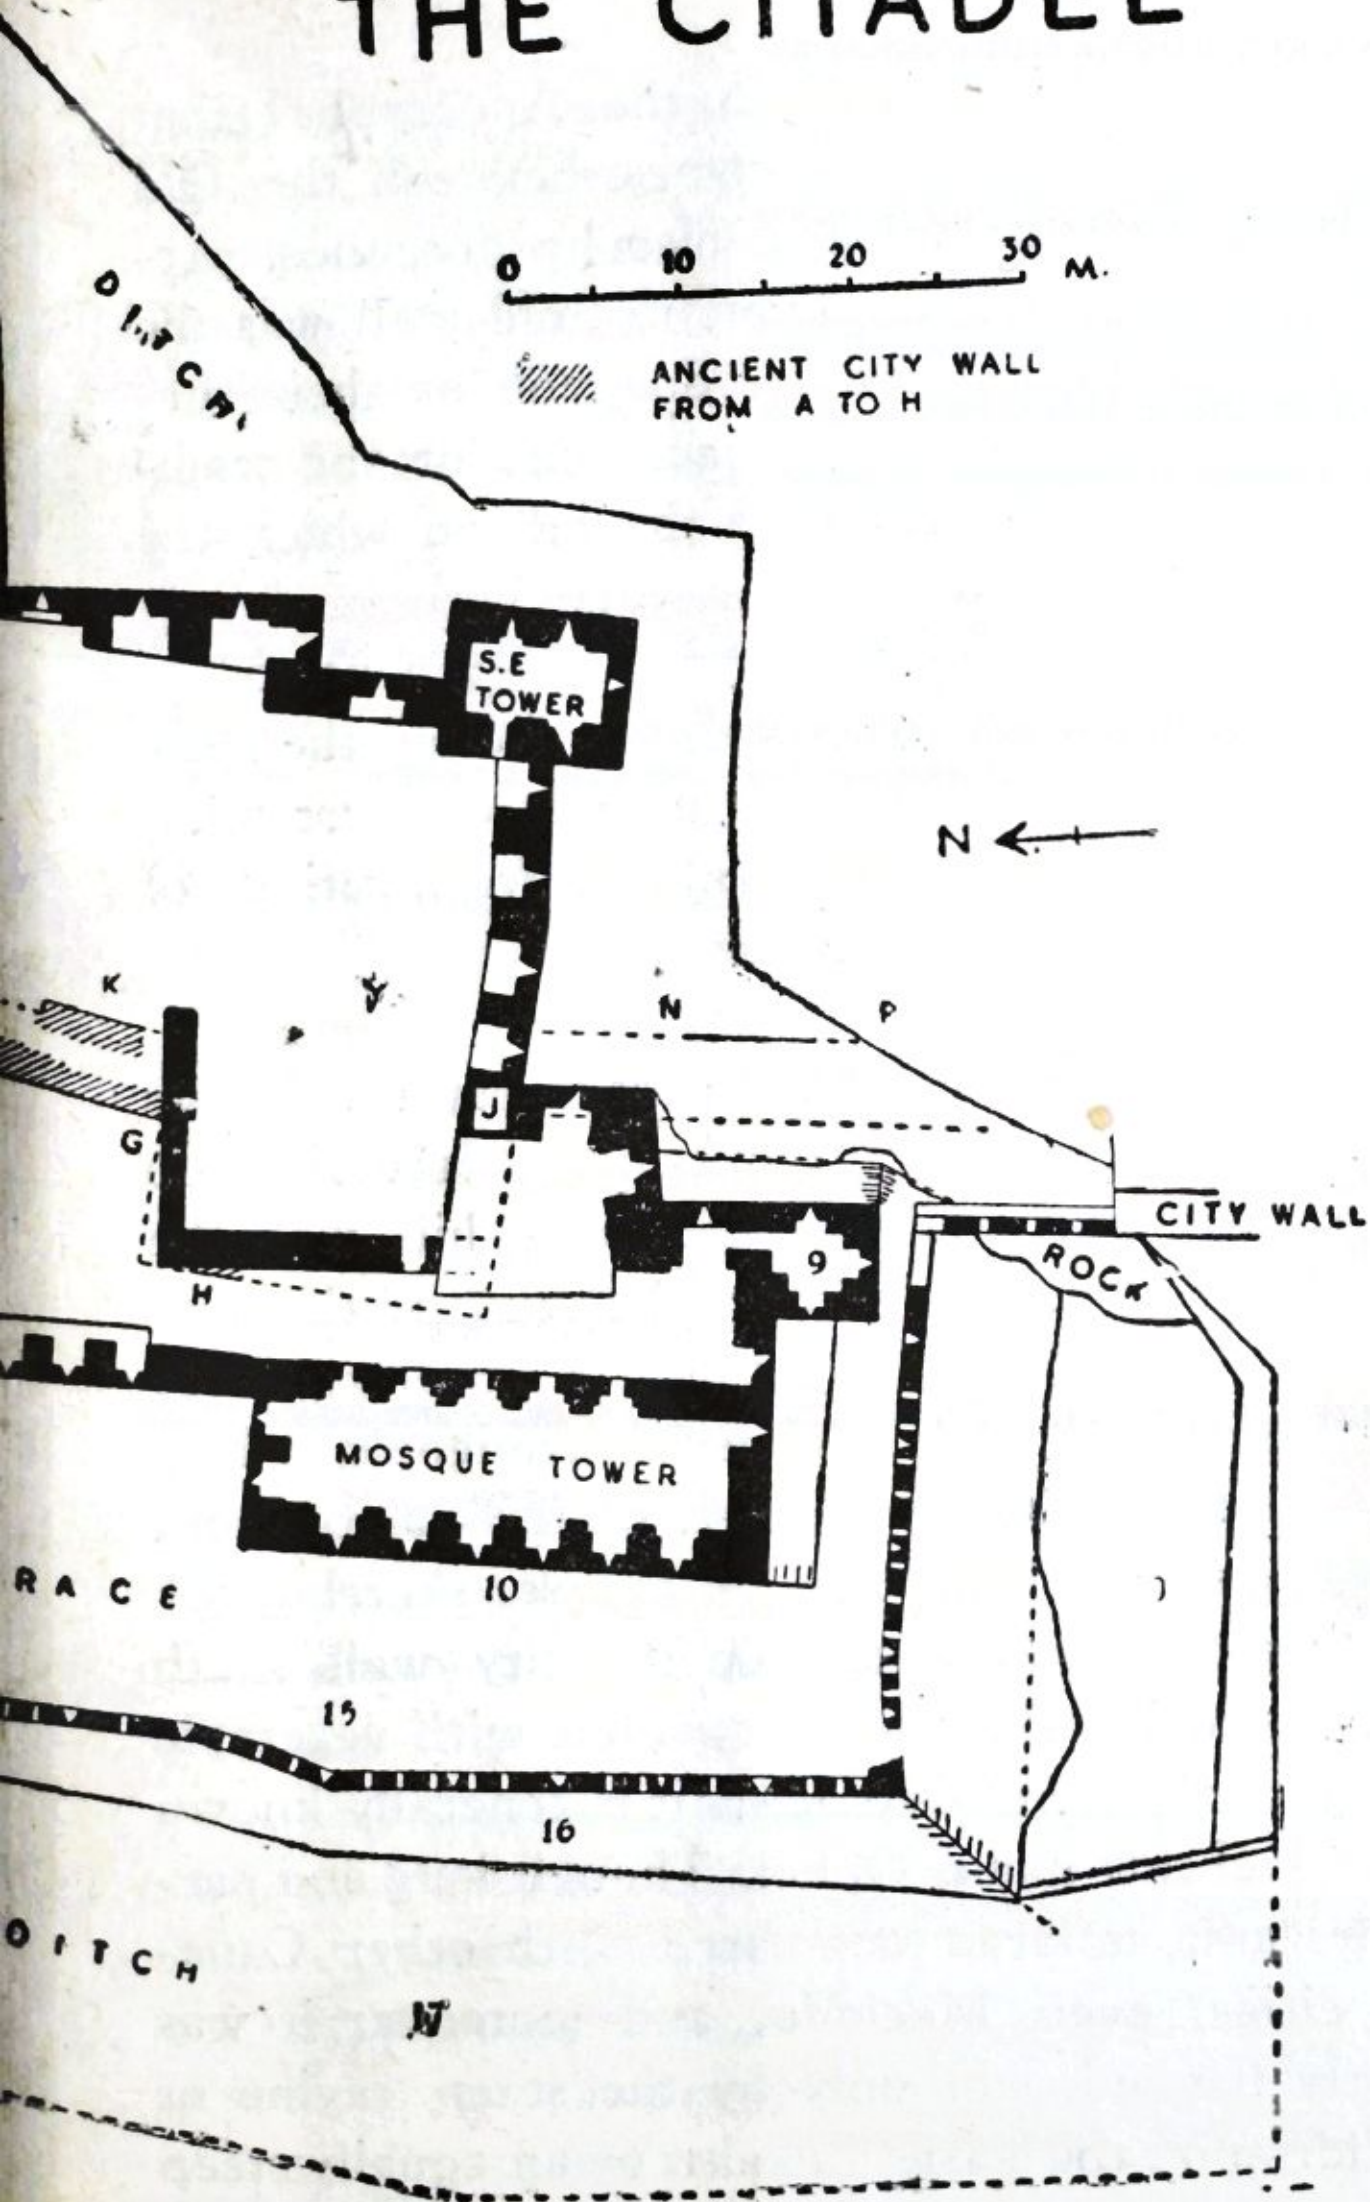 THE CITADEL
0 10 20 30 M.
DITCH
ANCIENT CITY WALL
FROM A TO H
S.E
TOWER
N
K
N
P
J
G
CITY WALL
9
ROCK
H
MOSQUE TOWER
10
RACE
15
16
DITCH